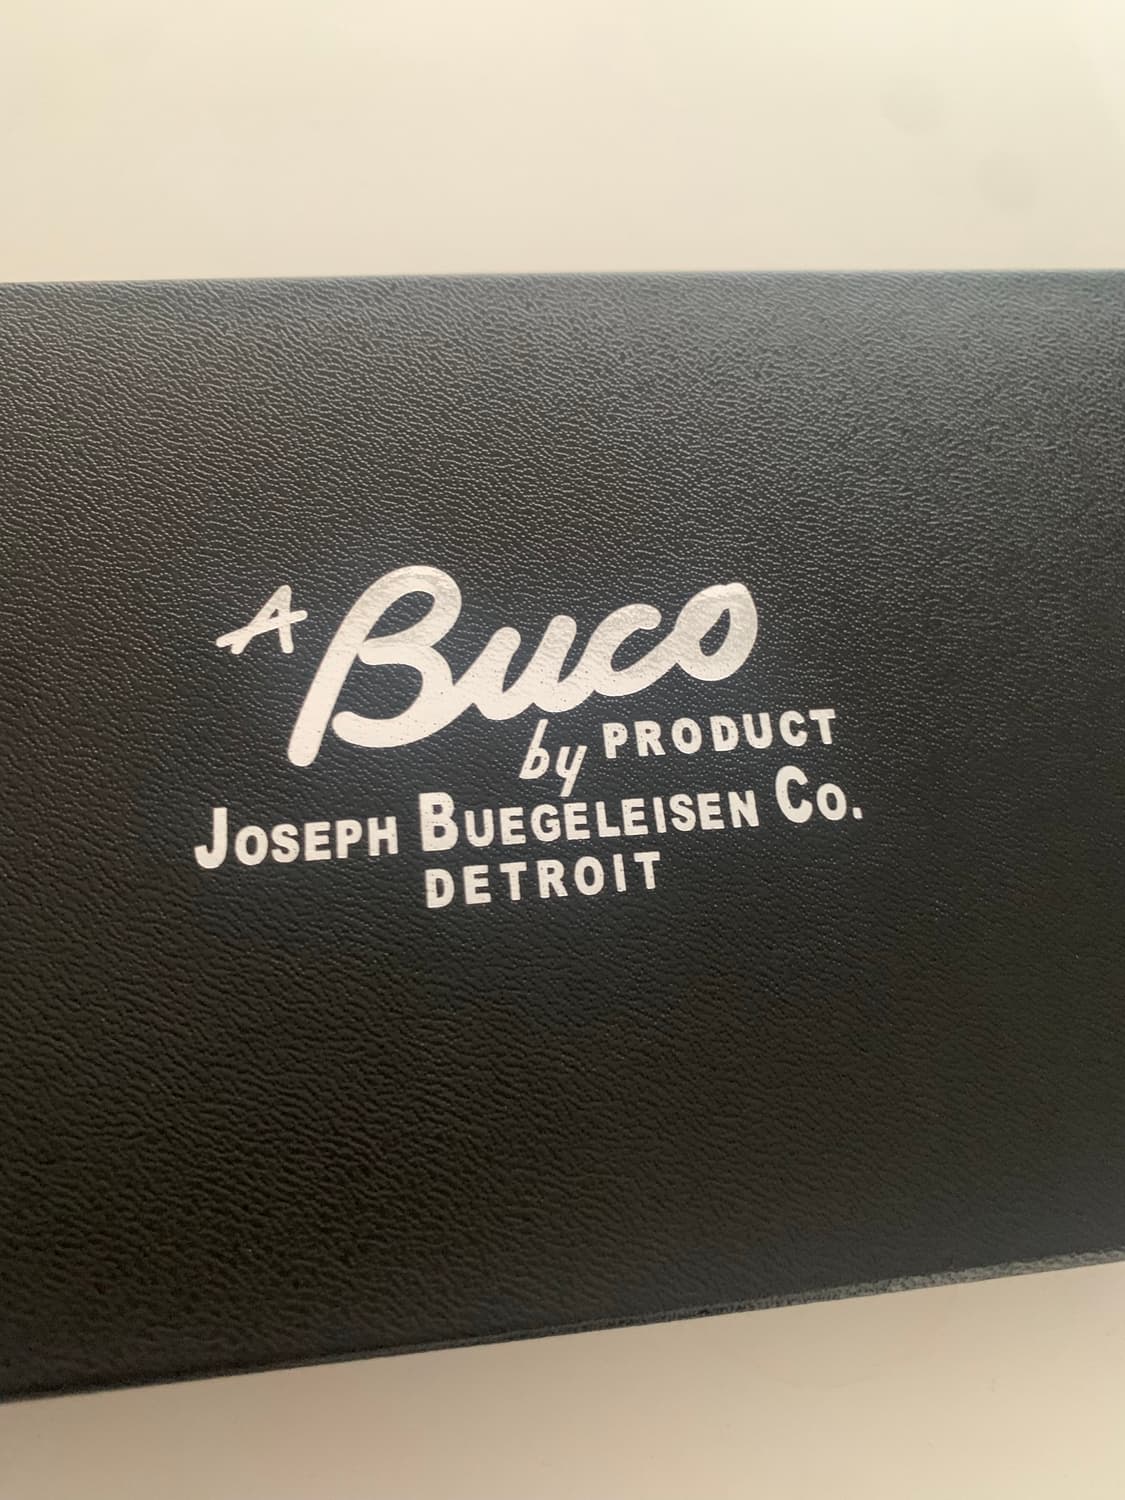 A Buco
by PRODUCT
JOSEPH BUEGELEISEN CO.
DETROIT